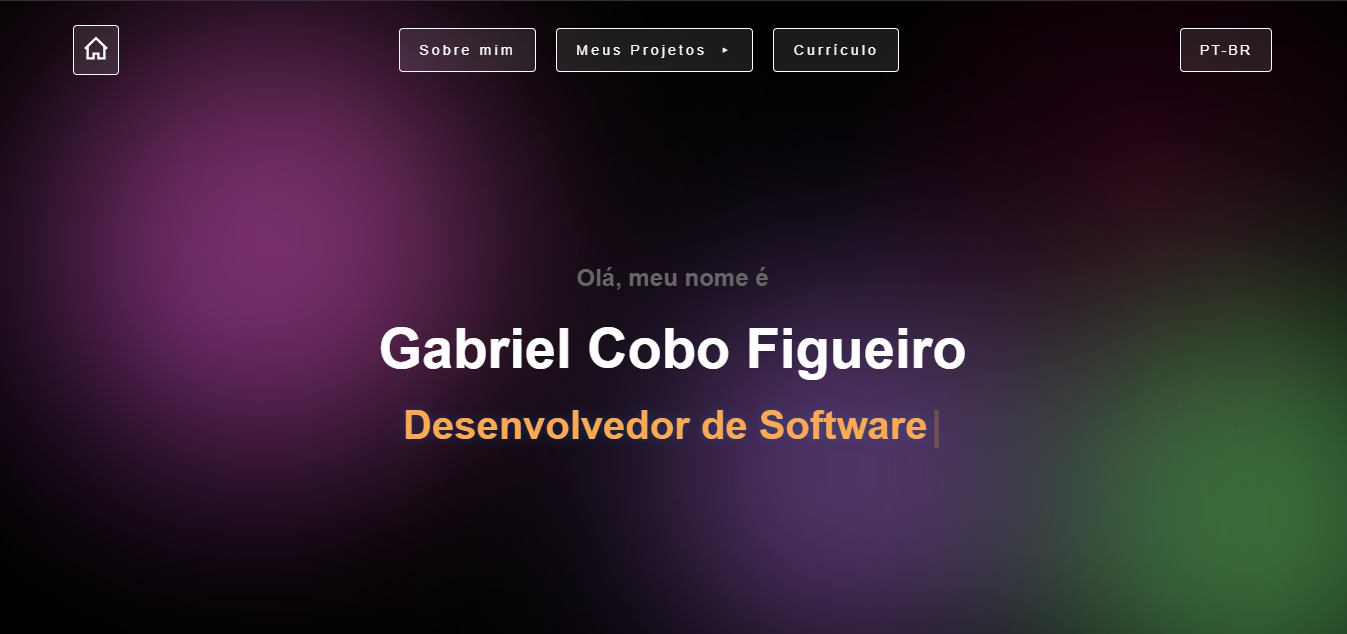 Sobre mim
Meus Projetos ▸
Currículo
PT-BR
Olá, meu nome é
Gabriel Cobo Figueiro
Desenvolvedor de Software|